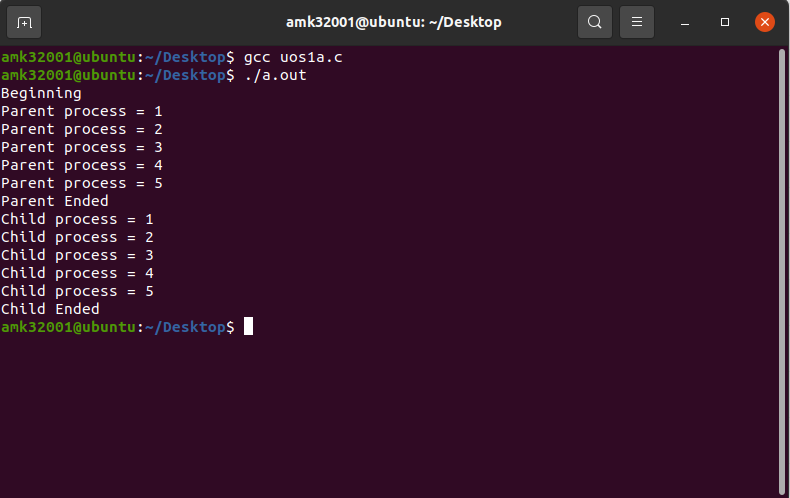 amk32001@ubuntu: ~/Desktop
amk32001@ubuntu:~/Desktop$ gcc uos1a.c
amk32001@ubuntu:~/Desktop$ ./a.out
Beginning
Parent process = 1
Parent process = 2
Parent process = 3
Parent process = 4
Parent process = 5
Parent Ended
Child process = 1
Child process = 2
Child process = 3
Child process = 4
Child process = 5
Child Ended
amk32001@ubuntu:~/Desktop$